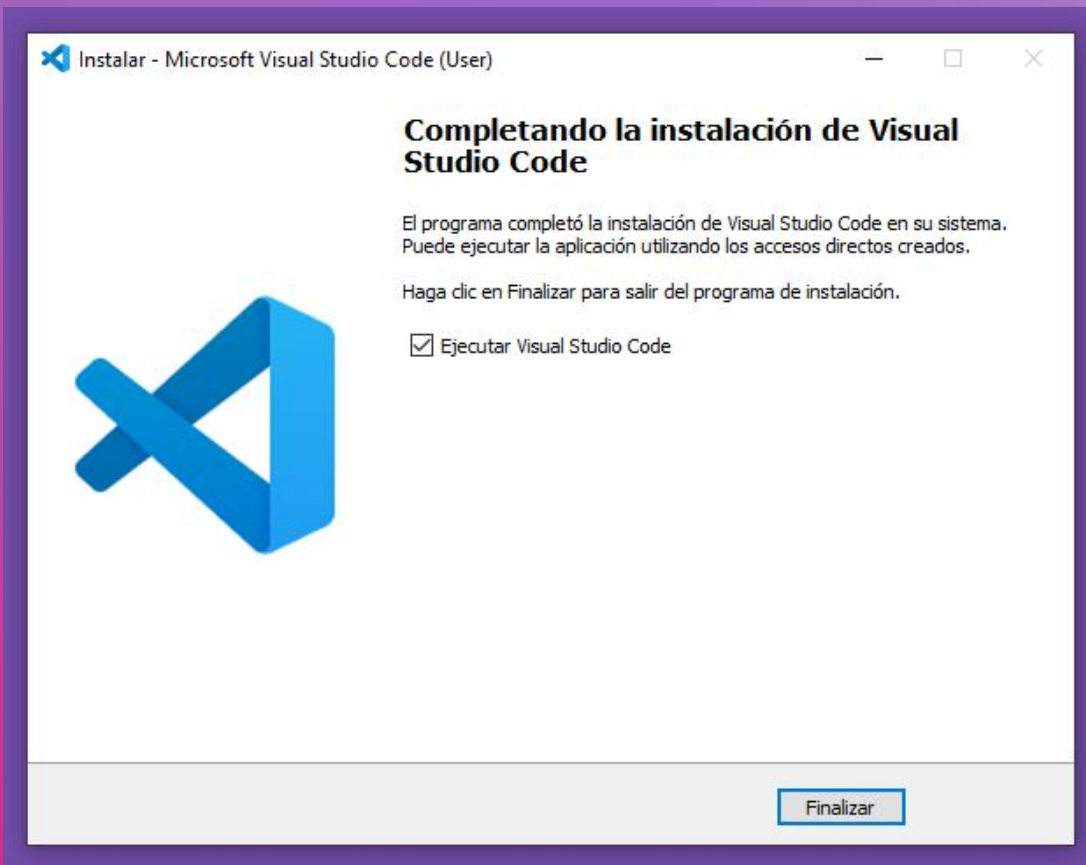 Instalar - Microsoft Visual Studio Code (User)
Completando la instalación de Visual
Studio Code
El programa completó la instalación de Visual Studio Code en su sistema.
Puede ejecutar la aplicación utilizando los accesos directos creados.
Haga clic en Finalizar para salir del programa de instalación.
Ejecutar Visual Studio Code
Finalizar